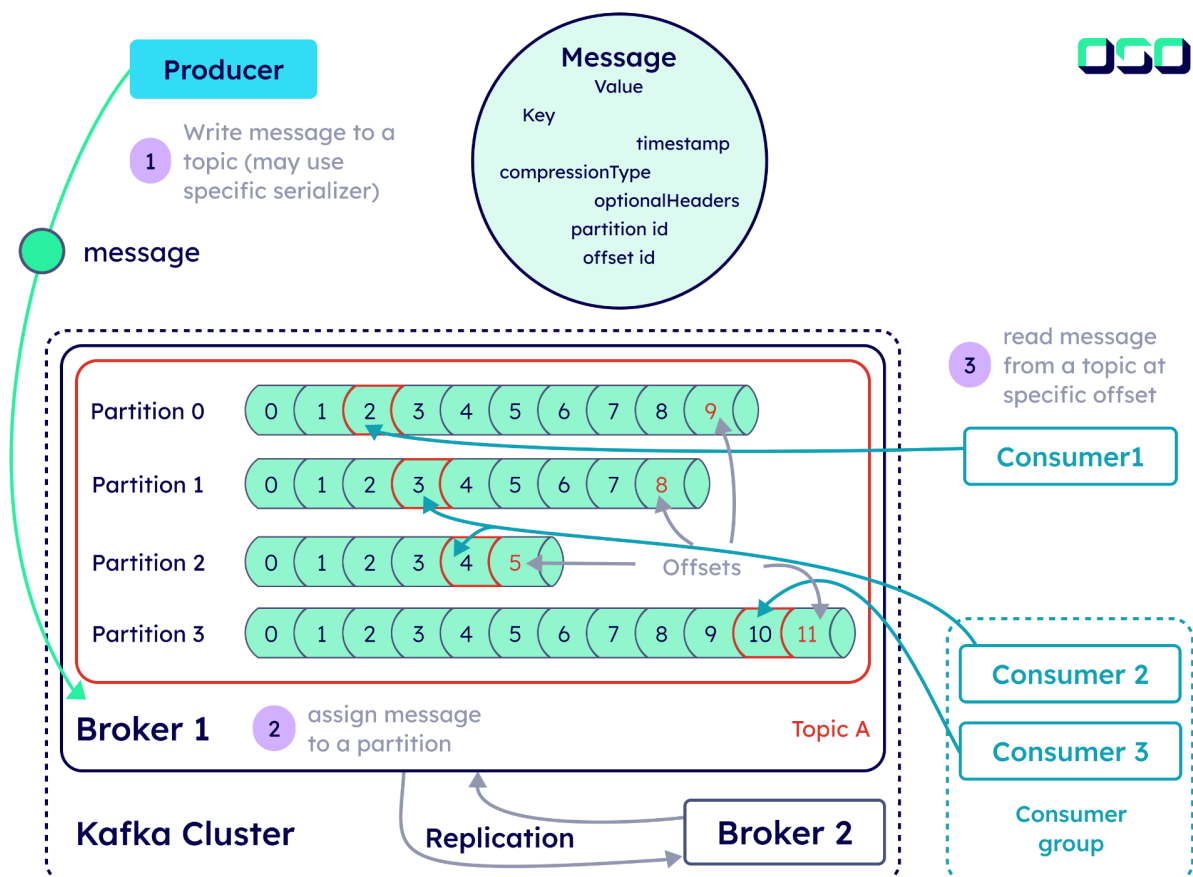 OSO
Producer
1
Write message to a
topic (may use
specific serializer)
message
Message
Value
Key
timestamp
compressionType
optionalHeaders
partition id
offset id
3
read message
from a topic at
specific offset
Partition 0
0 1 2 3 4 5 6 7 8 9
Consumer1
Partition 1
0 1 2 3 4 5 6 7 8
Partition 2
0 1 2 3 4 5
Offsets
Partition 3
0 1 2 3 4 5 6 7 8 9 10 11
Broker 1
2
assign message
to a partition
Topic A
Consumer 2
Consumer 3
Consumer
group
Kafka Cluster
Replication
Broker 2